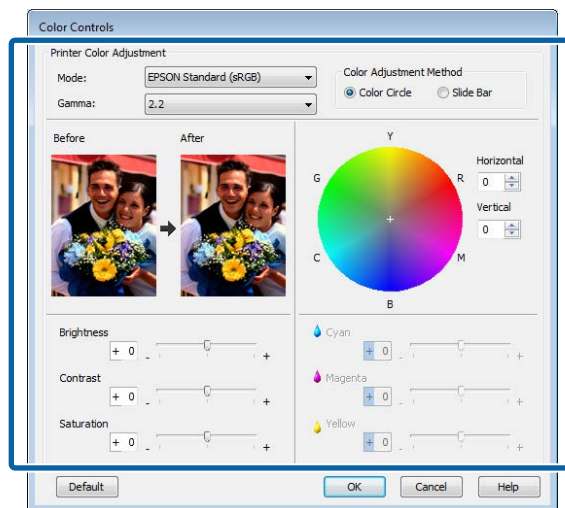 Color Controls
Printer Color Adjustment
Mode: EPSON Standard (sRGB)
Gamma: 2.2
Color Adjustment Method
Color Circle Slide Bar
Before After
Y
G R
C M
B
Horizontal
0
Vertical
0
Brightness
+ 0 - +
Contrast
+ 0 - +
Saturation
+ 0 - +
Cyan
+ 0 - +
Magenta
+ 0 - +
Yellow
+ 0 - +
Default OK Cancel Help